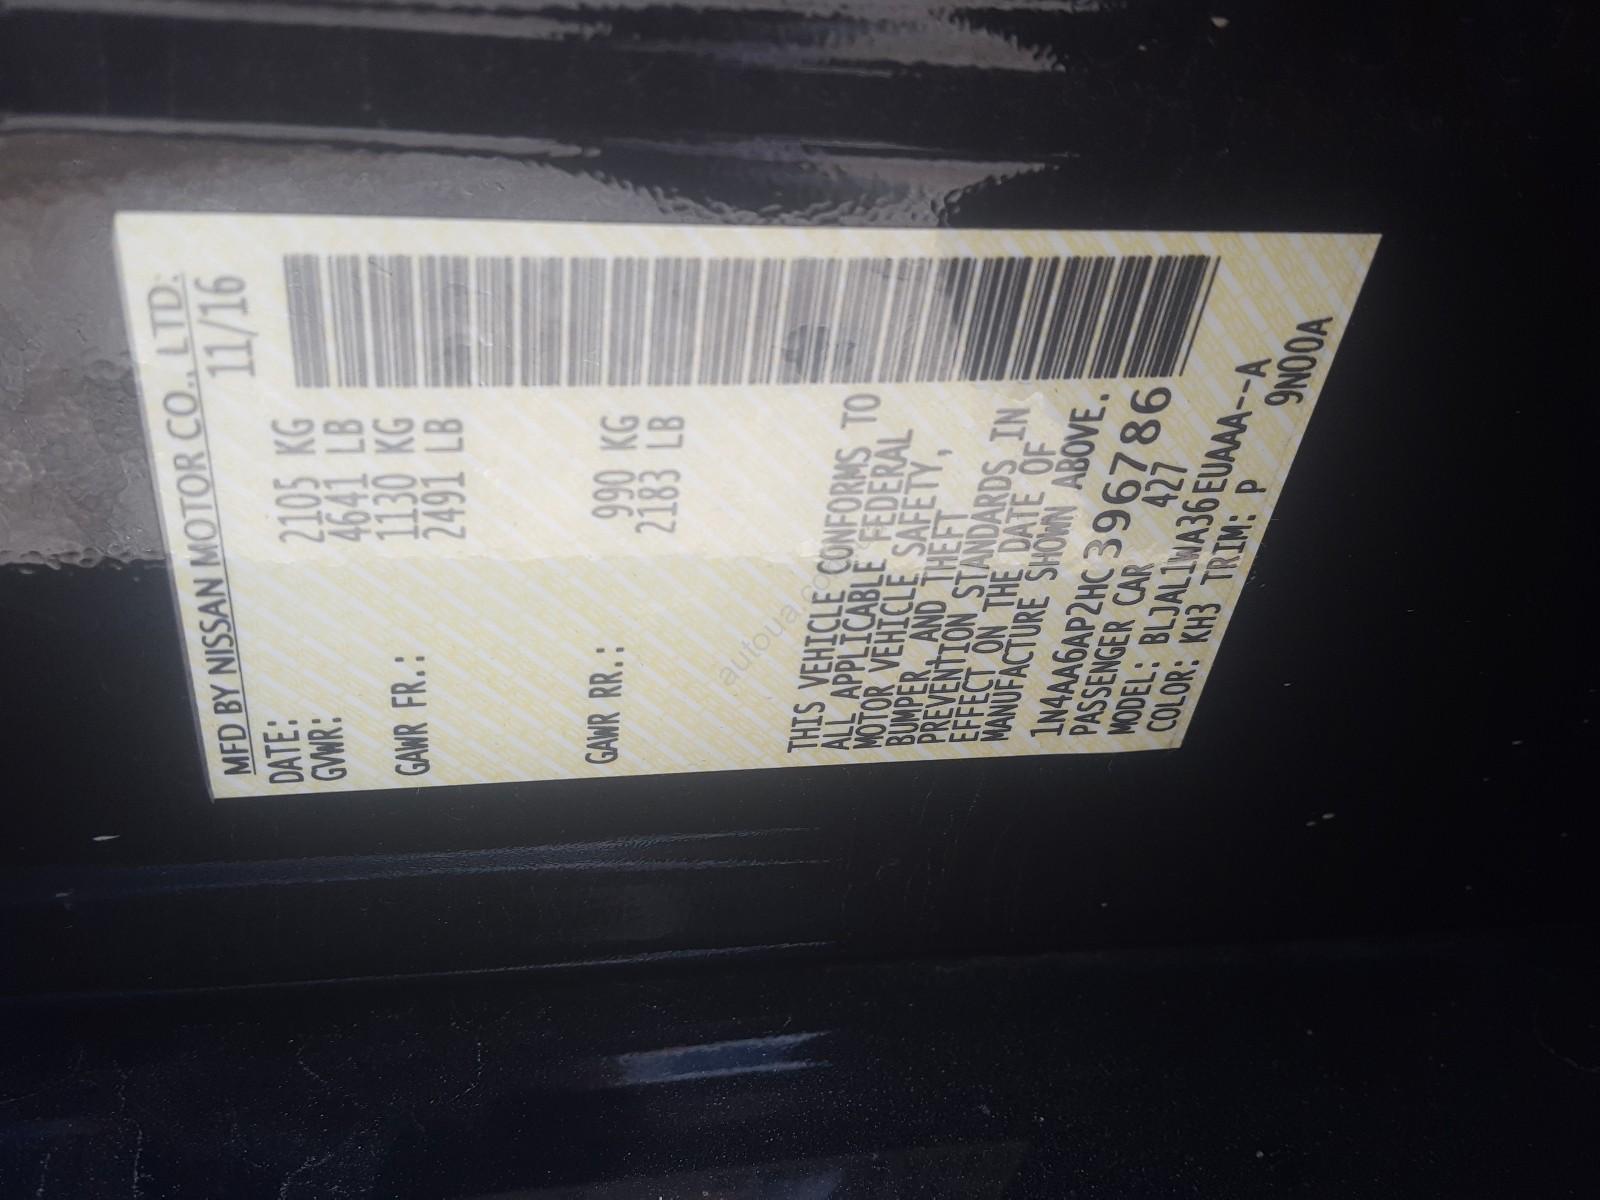 MFD BY NISSAN MOTOR CO., LTD.
DATE: 11/16
GVWR: 2105 KG
4641 LB
GAWR FR.: 1130 KG
2491 LB
GAWR RR.: 990 KG
2183 LB
THIS VEHICLE CONFORMS TO
ALL APPLICABLE FEDERAL
MOTOR VEHICLE SAFETY,
BUMPER, AND THEFT
PREVENTION STANDARDS IN
EFFECT ON THE DATE OF
MANUFACTURE SHOWN ABOVE.
1N4AA6AP2HC396786
PASSENGER CAR 427
MODEL: BLJAL1WA36EUAAA--A
COLOR: KH3 TRIM: P 9N00A